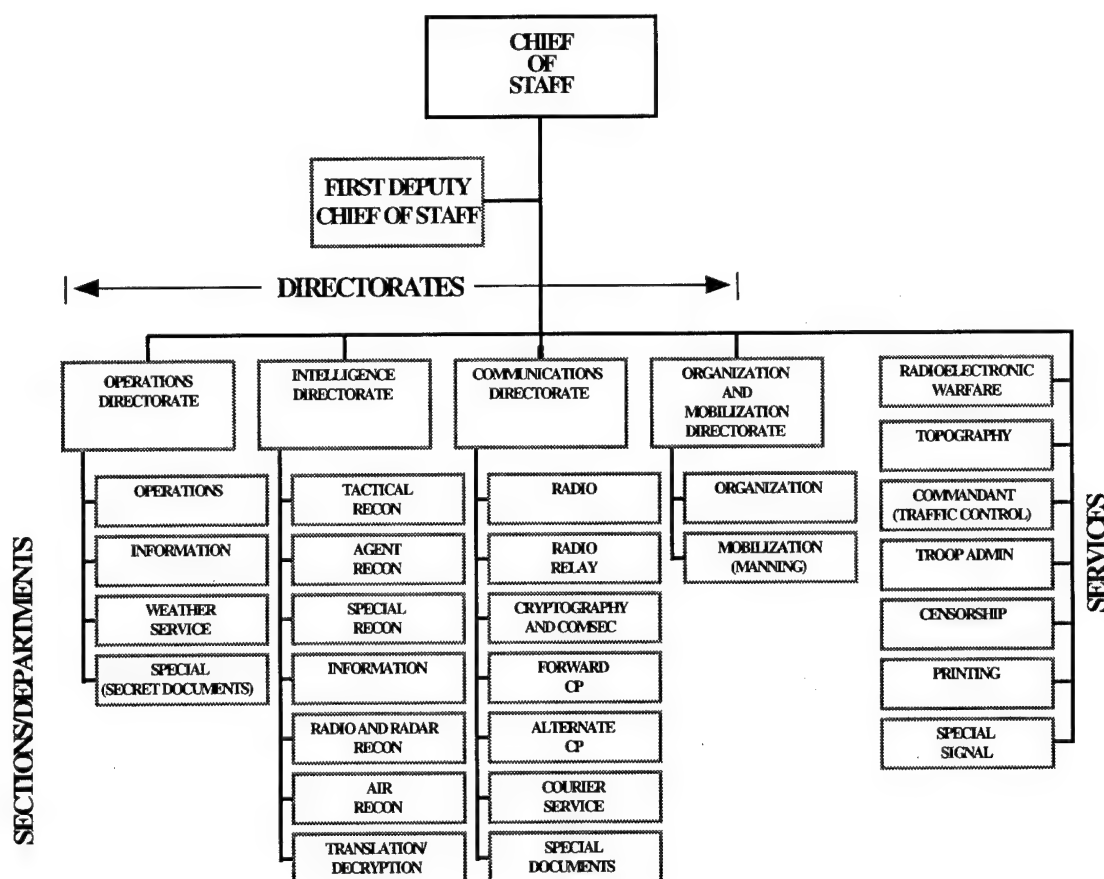 CHIEF
OF
STAFF
FIRST DEPUTY
CHIEF OF STAFF
DIRECTORATES
OPERATIONS
DIRECTORATE
INTELLIGENCE
DIRECTORATE
COMMUNICATIONS
DIRECTORATE
ORGANIZATION
AND
MOBILIZATION
DIRECTORATE
SECTIONS/DEPARTMENTS
OPERATIONS
INFORMATION
WEATHER
SERVICE
SPECIAL
(SECRET DOCUMENTS)
TACTICAL
RECON
AGENT
RECON
SPECIAL
RECON
INFORMATION
RADIO AND RADAR
RECON
AIR
RECON
TRANSLATION/
DECRYPTION
RADIO
RADIO
RELAY
CRYPTOGRAPHY
AND COMSEC
FORWARD
CP
ALTERNATE
CP
COURIER
SERVICE
SPECIAL
DOCUMENTS
ORGANIZATION
MOBILIZATION
(MANNING)
RADIOELECTRONIC
WARFARE
TOPOGRAPHY
COMMANDANT
(TRAFFIC CONTROL)
TROOP ADMIN
CENSORSHIP
PRINTING
SPECIAL
SIGNAL
SERVICES